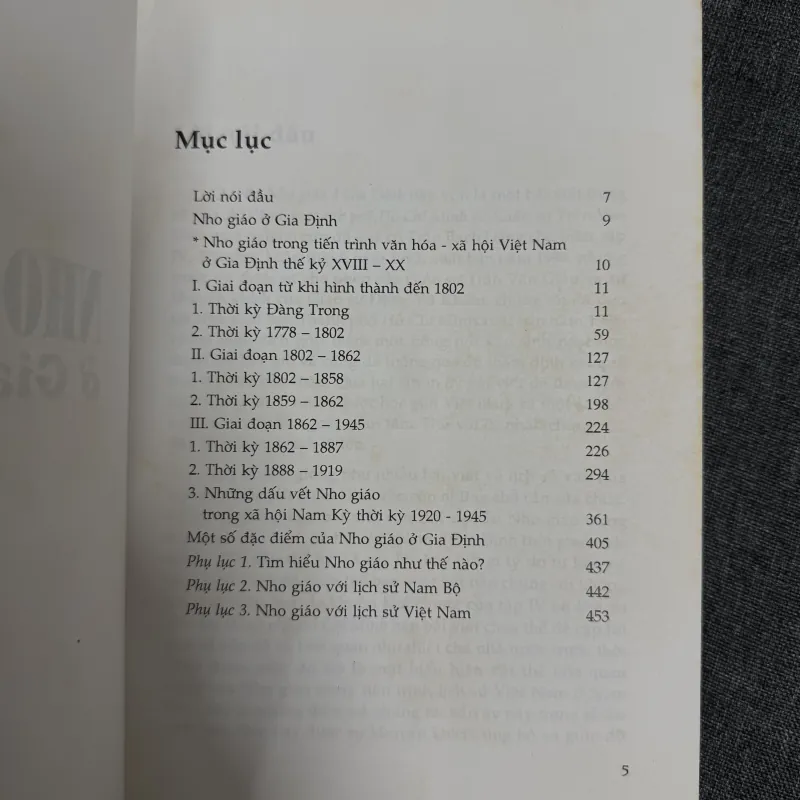 Mục lục
Lời nói đầu 7
Nho giáo ở Gia Định 9
* Nho giáo trong tiến trình văn hóa - xã hội Việt Nam
ở Gia Định thế kỷ XVIII – XX 10
I. Giai đoạn từ khi hình thành đến 1802 11
1. Thời kỳ Đàng Trong 11
2. Thời kỳ 1778 – 1802 59
II. Giai đoạn 1802 – 1862 127
1. Thời kỳ 1802 – 1858 127
2. Thời kỳ 1859 – 1862 198
III. Giai đoạn 1862 – 1945 224
1. Thời kỳ 1862 – 1887 226
2. Thời kỳ 1888 – 1919 294
3. Những dấu vết Nho giáo
trong xã hội Nam Kỳ thời kỳ 1920 - 1945 361
Một số đặc điểm của Nho giáo ở Gia Định 405
Phụ lục 1. Tìm hiểu Nho giáo như thế nào? 437
Phụ lục 2. Nho giáo với lịch sử Nam Bộ 442
Phụ lục 3. Nho giáo với lịch sử Việt Nam 453
5